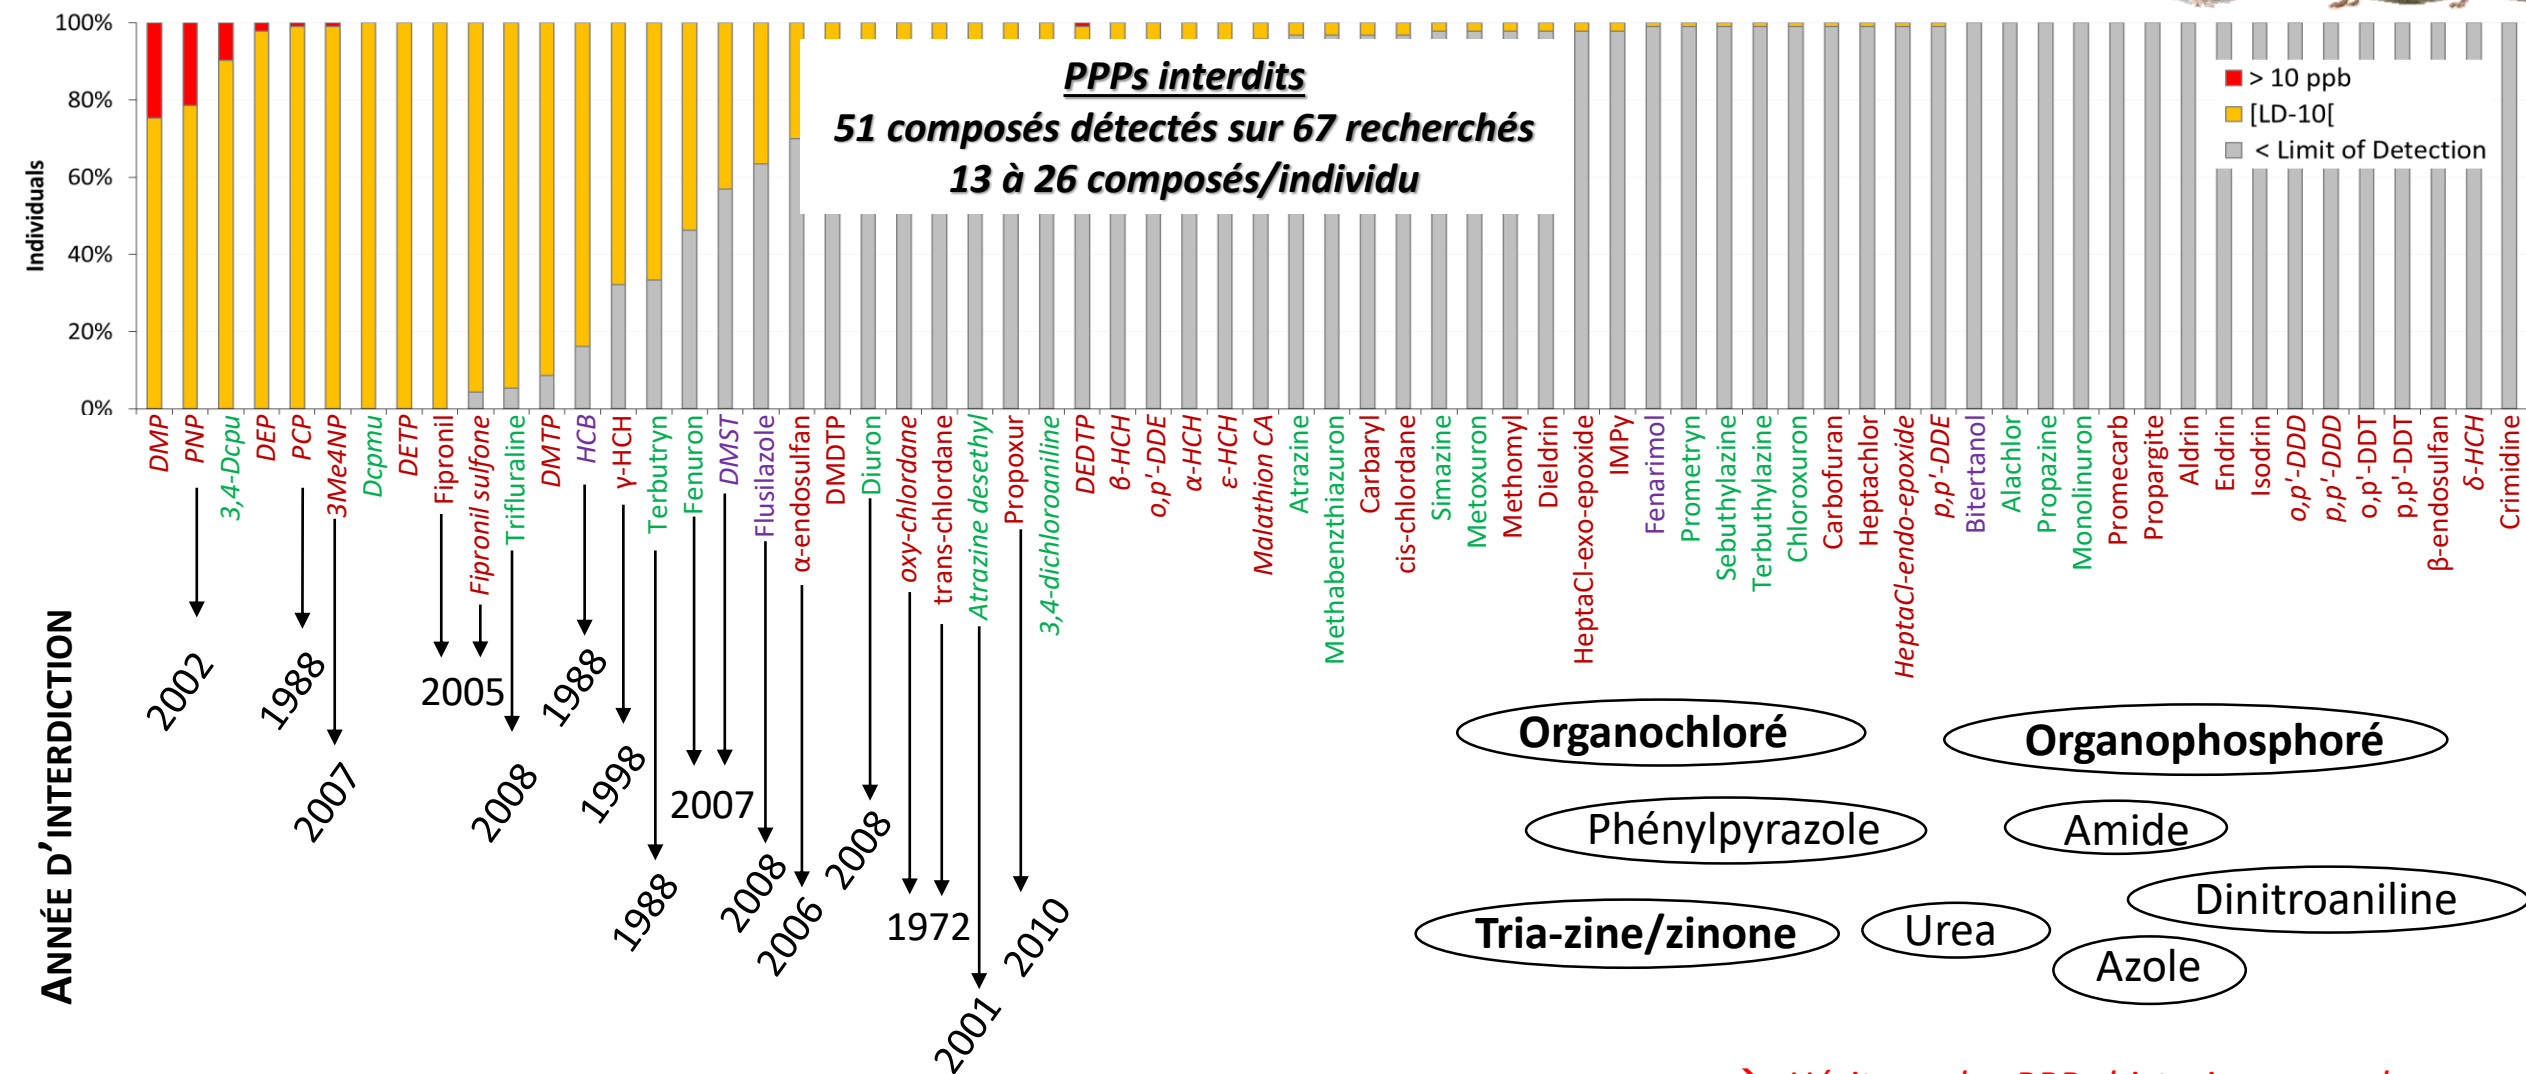 100%
80%
60%
40%
20%
0%
Individuals
PPPs interdits
51 composés détectés sur 67 recherchés
13 à 26 composés/individu
> 10 ppb
[LD-10[
< Limit of Detection
DMP
PNP
3,4-Dcpu
DEP
PCP
3Me4NP
Dcpmu
DETP
Fipronil
Fipronil sulfone
Trifluraline
DMTP
HCB
γ-HCH
Terbutryn
Fenuron
DMST
Flusilazole
α-endosulfan
DMDTP
Diuron
oxy-chlordane
trans-chlordane
Atrazine desethyl
Propoxur
3,4-dichloroaniline
DEDTP
β-HCH
o,p'-DDE
α-HCH
ε-HCH
Malathion CA
Atrazine
Methabenzthiazuron
Carbaryl
cis-chlordane
Simazine
Metoxuron
Methomyl
Dieldrin
HeptaCl-exo-epoxide
IMPy
Fenarimol
Prometryn
Sebuthylazine
Terbuthylazine
Chloroxuron
Carbofuran
Heptachlor
HeptaCl-endo-epoxide
p,p'-DDE
Bitertanol
Alachlor
Propazine
Monolinuron
Promecarb
Propargite
Aldrin
Endrin
Isodrin
o,p'-DDD
p,p'-DDD
o,p'-DDT
p,p'-DDT
β-endosulfan
δ-HCH
Crimidine
ANNÉE D'INTERDICTION
2002
1988
2007
2005
2008
1988
1998
1988
2007
2008
2006
2008
1972
2001
2010
Organochloré
Organophosphoré
Phénylpyrazole
Amide
Dinitroaniline
Tria-zine/zinone
Urea
Azole